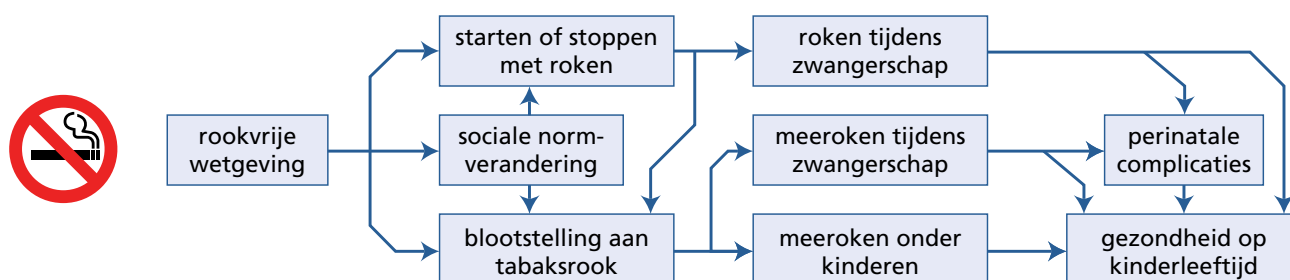 rookvrije
wetgeving
starten of stoppen
met roken
sociale norm-
verandering
blootstelling aan
tabaksrook
roken tijdens
zwangerschap
meeroken tijdens
zwangerschap
meeroken onder
kinderen
perinatale
complicaties
gezondheid op
kinderleeftijd